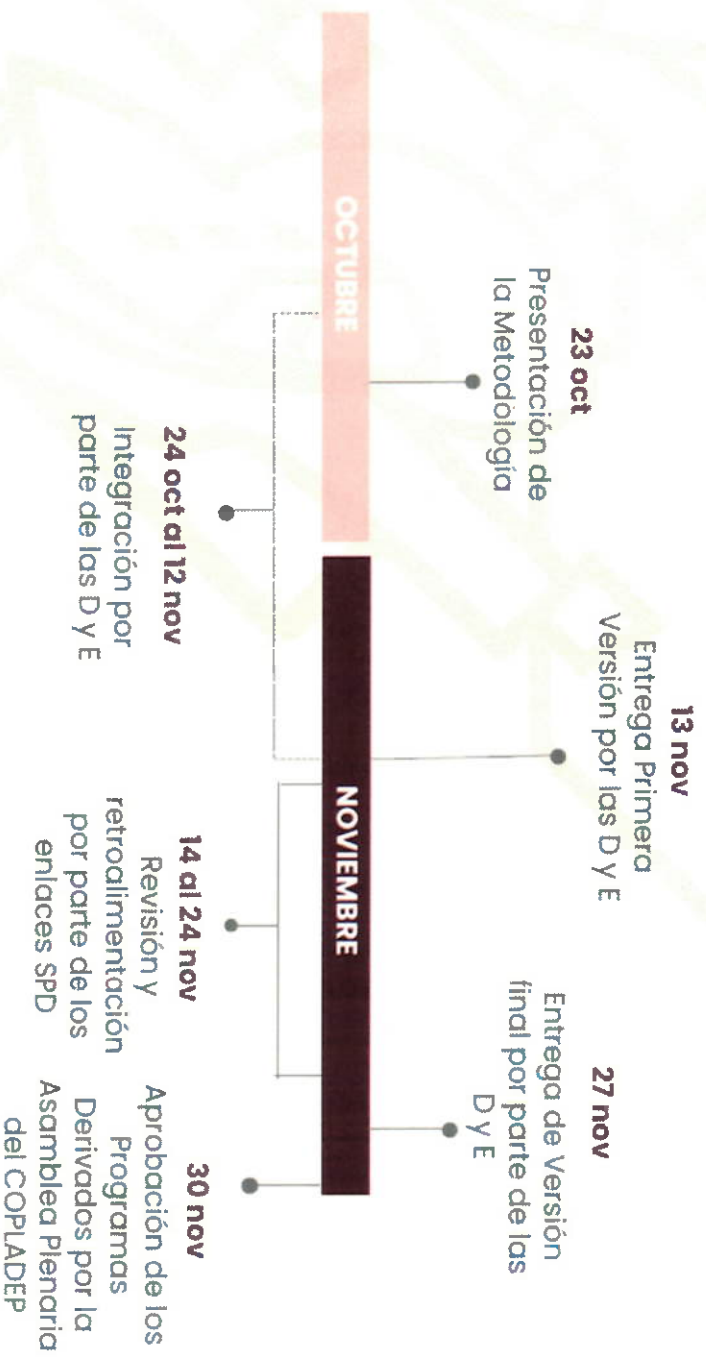 23 oct
Presentación de
la Metodología
13 nov
Entrega Primera
Versión por las D y E
27 nov
Entrega de Versión
final por parte de las
D y E
OCTUBRE
NOVIEMBRE
24 oct al 12 nov
Integración por
parte de las D y E
14 al 24 nov
Revisión y
retroalimentación
por parte de los
enlaces SPD
30 nov
Aprobación de los
Programas
Derivados por la
Asamblea Plenaria
del COPLADEP